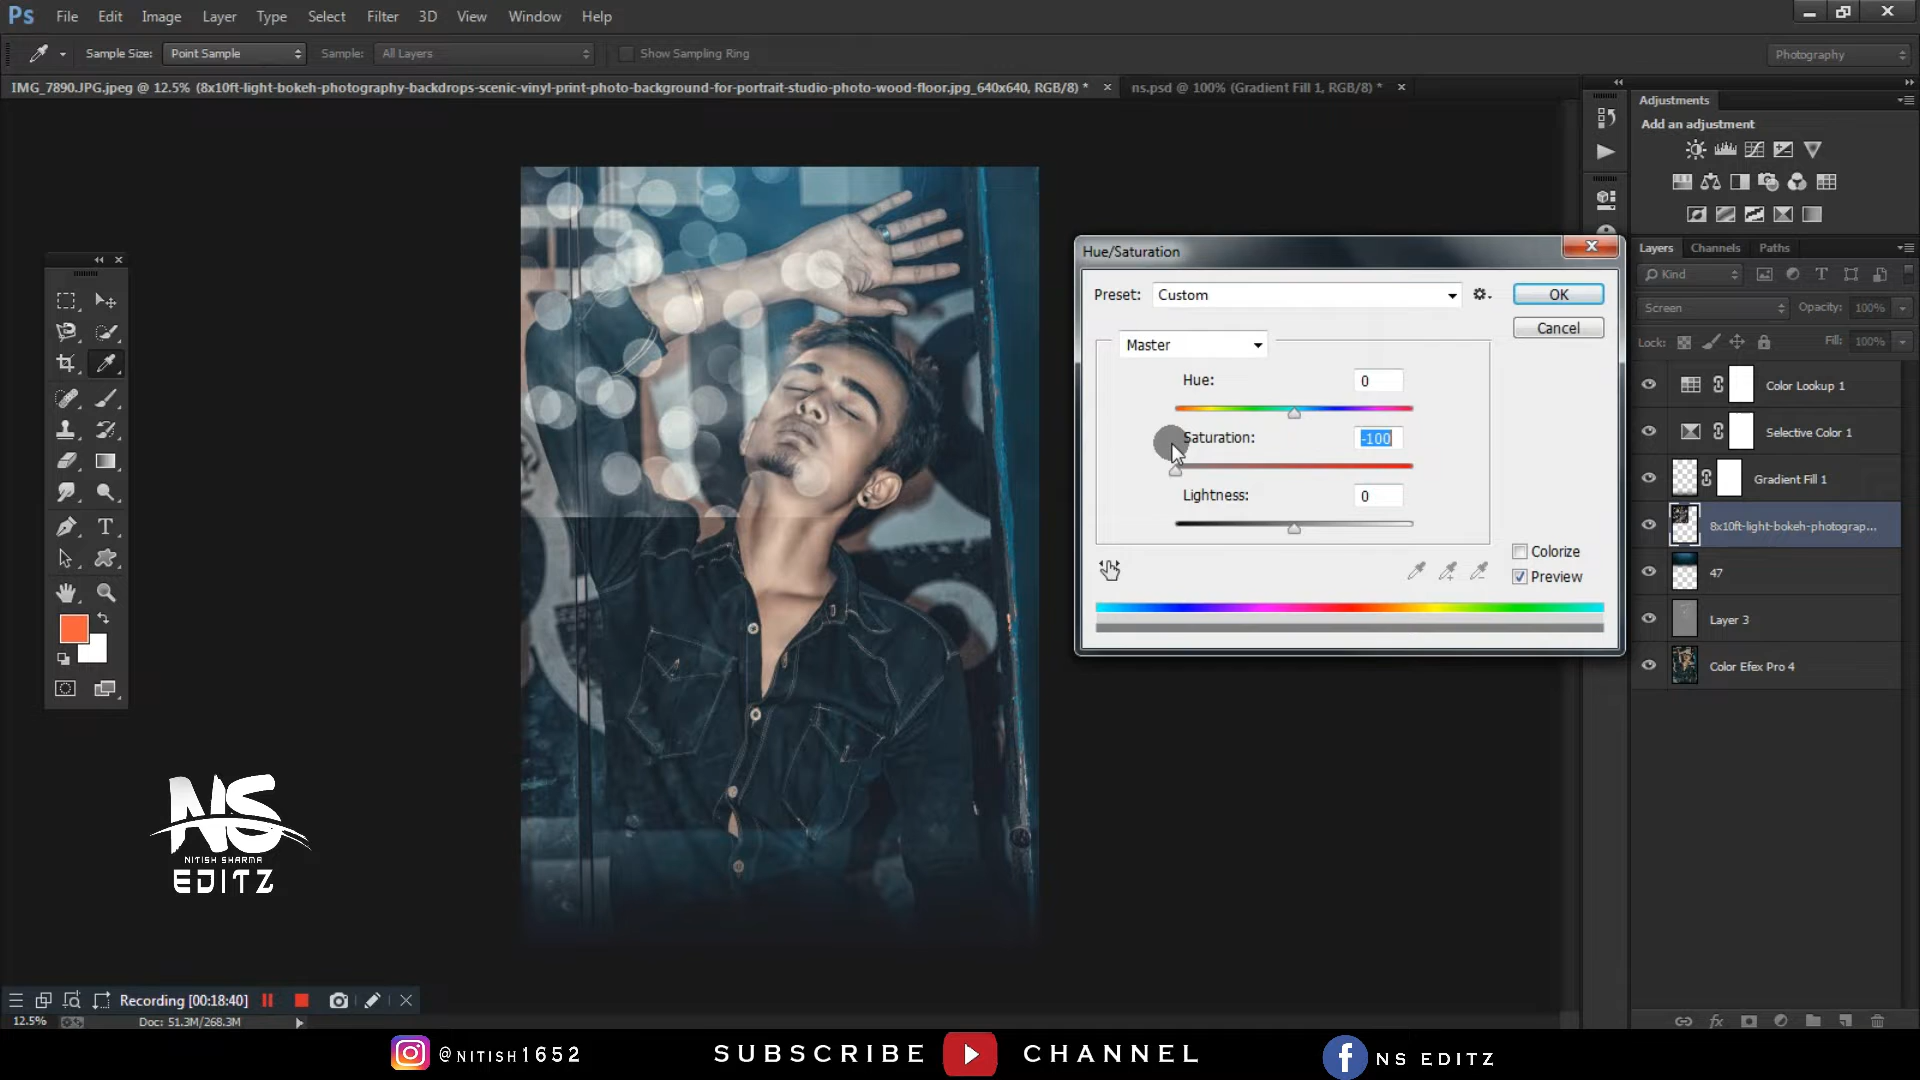 Ps File Edit Image Layer Type Select Filter 3D View Window Help
Sample Size: Point Sample Sample: All Layers Show Sampling Ring Photography
IMG_7890.JPG.jpeg @ 12.5% (8x10ft-light-bokeh-photography-backdrops-scenic-vinyl-print-photo-background-for-portrait-studio-photo-wood-floor.jpg_640x640, RGB/8) * ns.psd @ 100% (Gradient Fill 1, RGB/8) *
Adjustments
Add an adjustment
Layers Channels Paths
Kind
Screen Opacity: 100%
Lock: Fill: 100%
Color Lookup 1
Selective Color 1
Gradient Fill 1
8x10ft-light-bokeh-photograp...
47
Layer 3
Color Efex Pro 4
Hue/Saturation
Preset: Custom OK
Cancel
Master
Hue: 0
Saturation: -100
Lightness: 0
Colorize
Preview
NS
NITISH SHARMA
EDITZ
Recording [00:18:40]
12.5% Doc: 51.3M/268.3M
@NITISH1652 SUBSCRIBE CHANNEL NS EDITZ